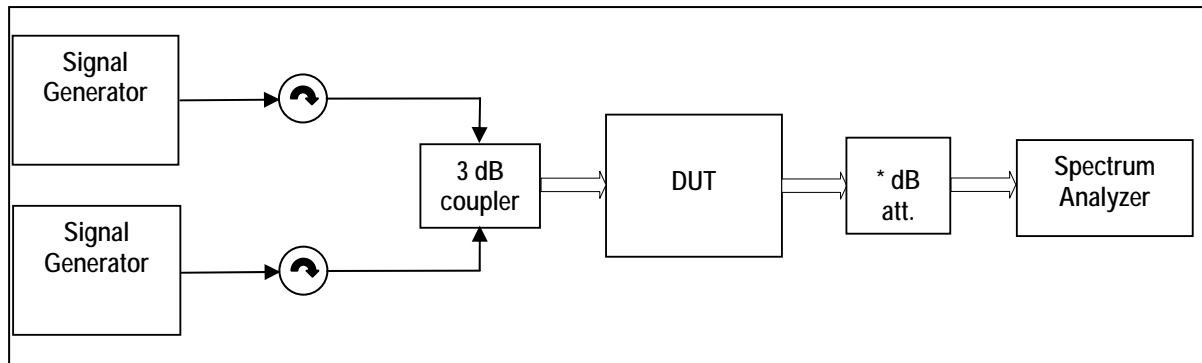 Signal
Generator
3 dB
coupler
DUT
* dB
att.
Spectrum
Analyzer
Signal
Generator